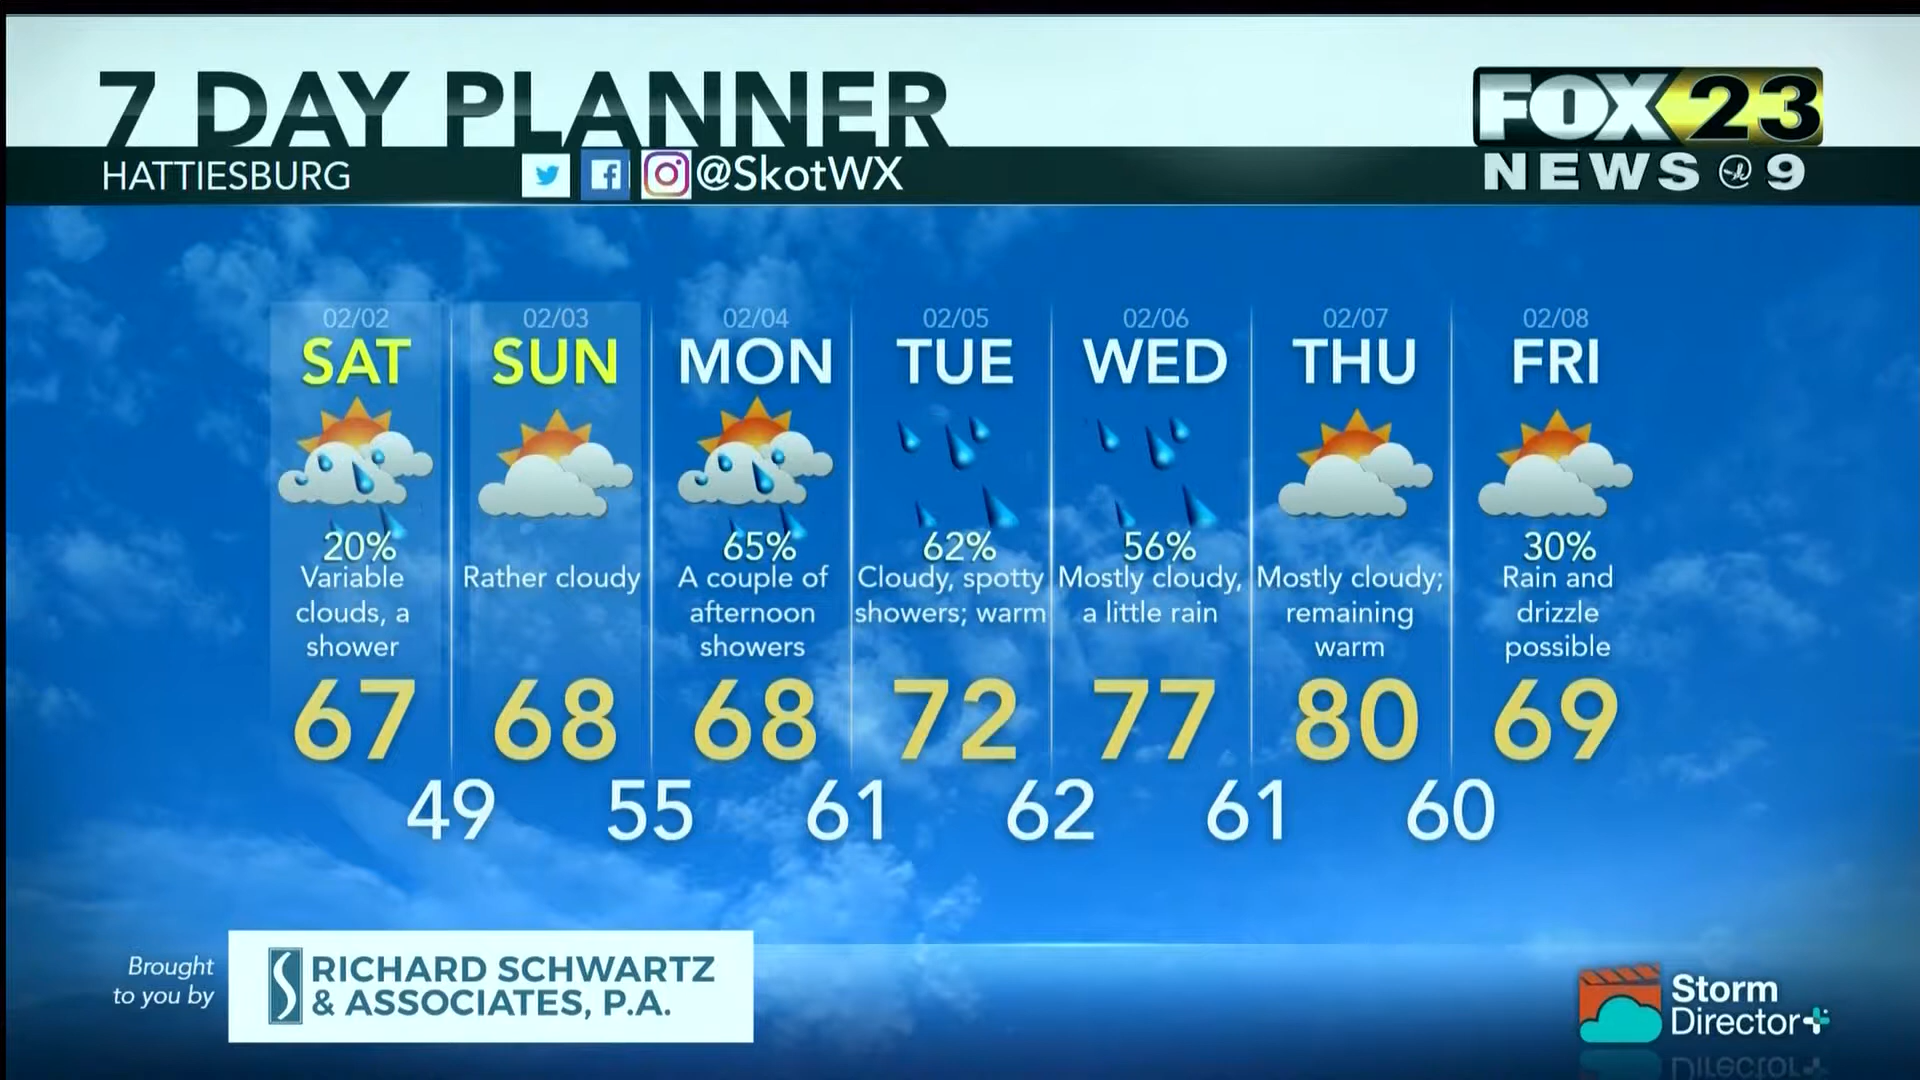 7 DAY PLANNER
HATTIESBURG
@SkotWX
FOX 23
NEWS @ 9
02/02
SAT
20%
Variable
clouds, a
shower
67
02/03
SUN
Rather cloudy
68
02/04
MON
65%
A couple of
afternoon
showers
68
02/05
TUE
62%
Cloudy, spotty
showers; warm
72
02/06
WED
56%
Mostly cloudy,
a little rain
77
02/07
THU
Mostly cloudy;
remaining
warm
80
02/08
FRI
30%
Rain and
drizzle
possible
69
49 55 61 62 61 60
Brought
to you by
RICHARD SCHWARTZ
& ASSOCIATES, P.A.
Storm
Director+